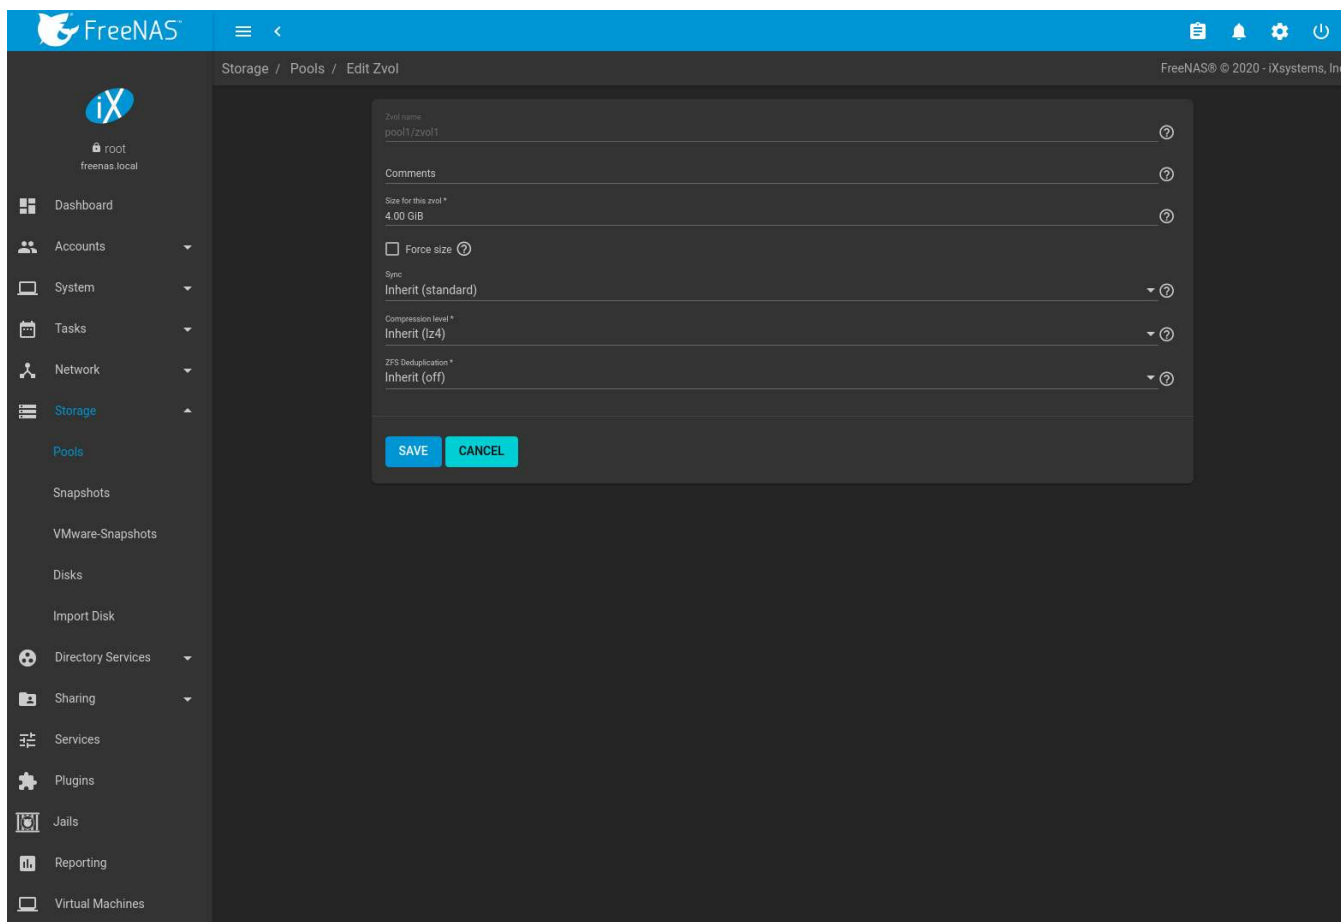 FreeNAS™
Storage / Pools / Edit Zvol
FreeNAS® © 2020 - iXsystems, Inc
iX
root
freenas.local
Dashboard
Accounts
System
Tasks
Network
Storage
Pools
Snapshots
VMware-Snapshots
Disks
Import Disk
Directory Services
Sharing
Services
Plugins
Jails
Reporting
Virtual Machines
Zvol name
pool1/zvol1
Comments
Size for this zvol *
4.00 GiB
Force size
Sync
Inherit (standard)
Compression level *
Inherit (lz4)
ZFS Deduplication *
Inherit (off)
SAVE CANCEL